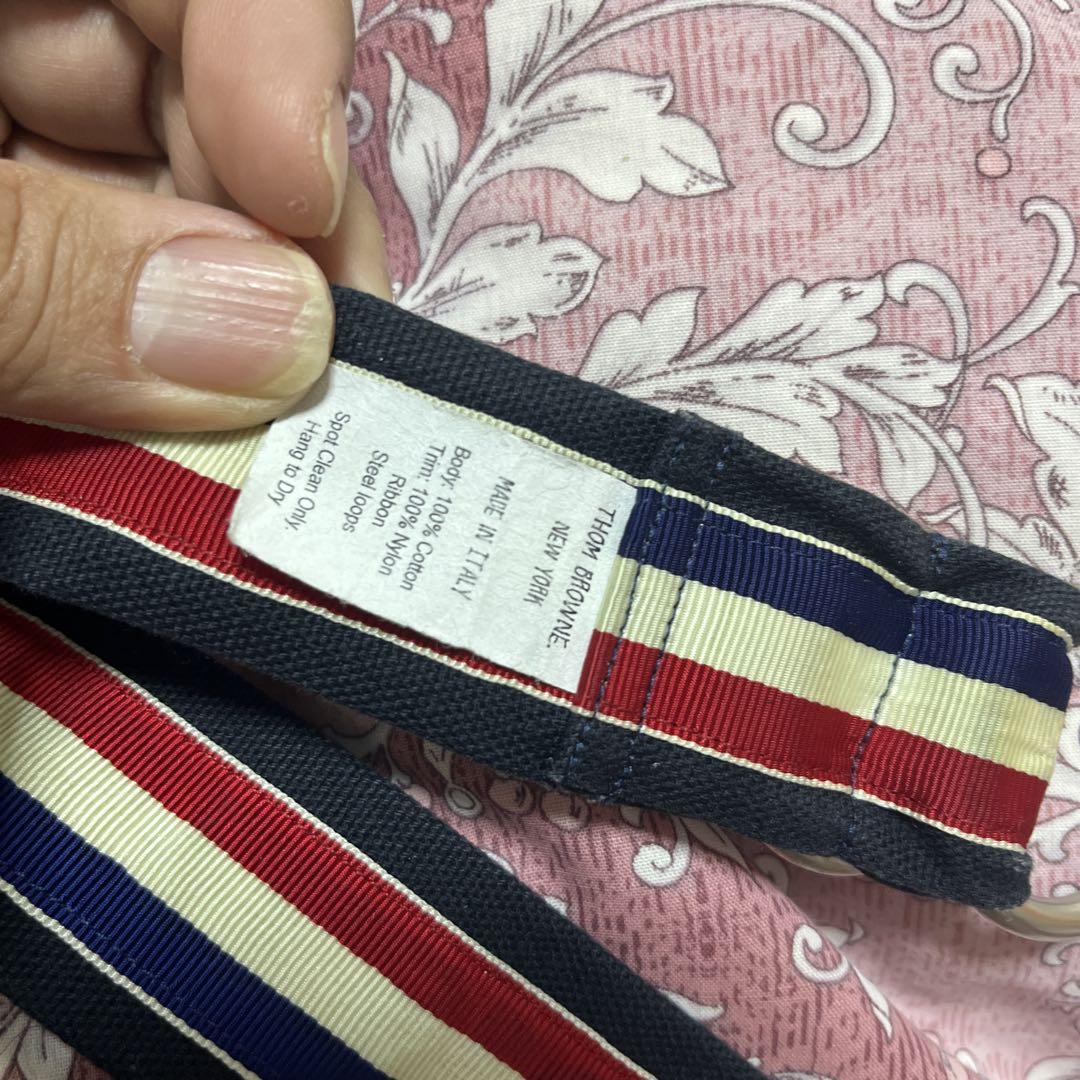 THOM BROWNE.
NEW YORK
MADE IN ITALY
Body: 100% Cotton
Trim: 100% Nylon
Ribbon
Steel loops
Spot Clean Only,
Hang to Dry